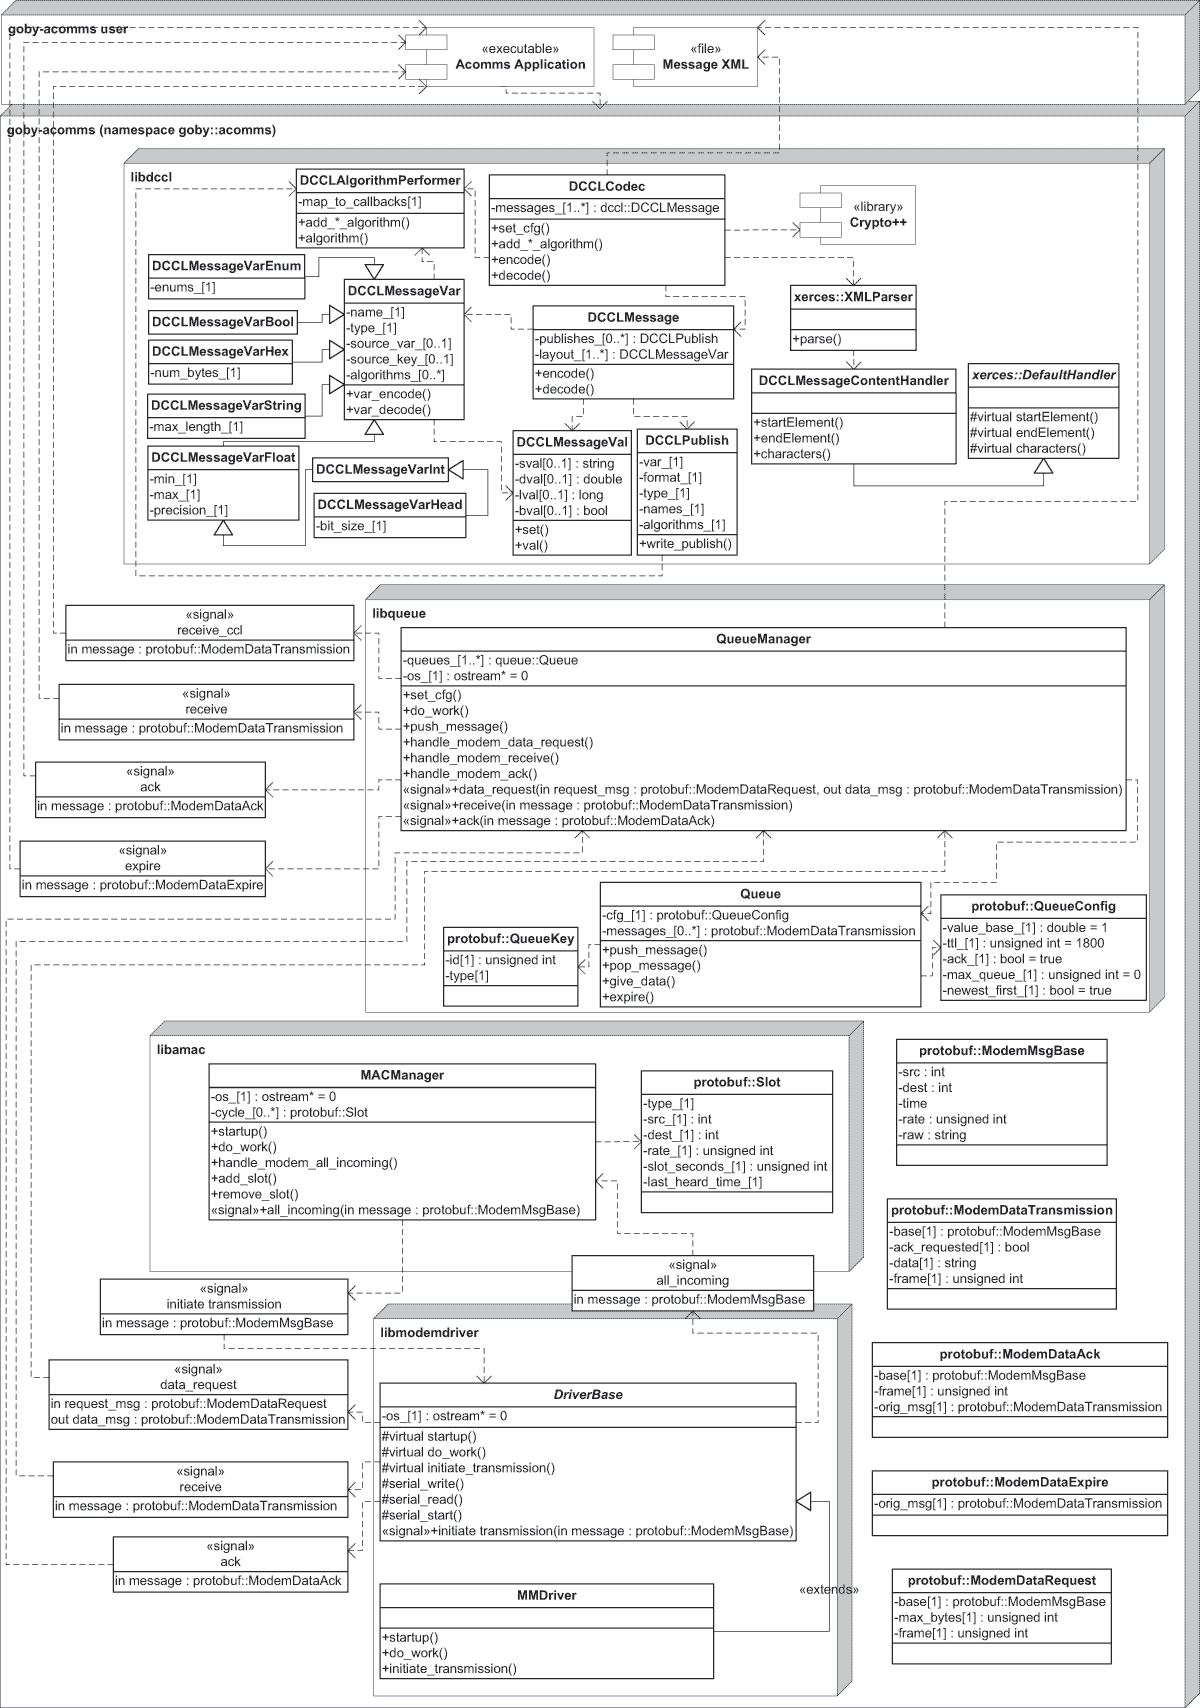 goby-acomms user
«executable»
Acomms Application
«file»
Message XML
goby-acomms (namespace goby::acomms)
libdccl
DCCLAlgorithmPerformer
-map_to_callbacks[1]
+add_*_algorithm()
+algorithm()
DCCLCodec
-messages_[1..*] : dccl::DCCLMessage
+set_cfg()
+add_*_algorithm()
+encode()
+decode()
«library»
Crypto++
DCCLMessageVarEnum
-enums_[1]
DCCLMessageVarBool
DCCLMessageVarHex
-num_bytes_[1]
DCCLMessageVarString
-max_length_[1]
DCCLMessageVarFloat
-min_[1]
-max_[1]
-precision_[1]
DCCLMessageVar
-name_[1]
-type_[1]
-source_var_[0..1]
-source_key_[0..1]
-algorithms_[0..*]
+var_encode()
+var_decode()
DCCLMessageVarInt
DCCLMessageVarHead
-bit_size_[1]
DCCLMessage
-publishes_[0..*] : DCCLPublish
-layout_[1..*] : DCCLMessageVar
+encode()
+decode()
DCCLMessageVal
-sval[0..1] : string
-dval[0..1] : double
-lval[0..1] : long
-bval[0..1] : bool
+set()
+val()
DCCLPublish
-var_[1]
-format_[1]
-type_[1]
-names_[1]
-algorithms_[1]
+write_publish()
xerces::XMLParser
+parse()
DCCLMessageContentHandler
+startElement()
+endElement()
+characters()
xerces::DefaultHandler
#virtual startElement()
#virtual endElement()
#virtual characters()
«signal»
receive_ccl
in message : protobuf::ModemDataTransmission
«signal»
receive
in message : protobuf::ModemDataTransmission
«signal»
ack
in message : protobuf::ModemDataAck
«signal»
expire
in message : protobuf::ModemDataExpire
libqueue
QueueManager
-queues_[1..*] : queue::Queue
-os_[1] : ostream* = 0
+set_cfg()
+do_work()
+push_message()
+handle_modem_data_request()
+handle_modem_receive()
+handle_modem_ack()
«signal»+data_request(in request_msg : protobuf::ModemDataRequest, out data_msg : protobuf::ModemDataTransmission)
«signal»+receive(in message : protobuf::ModemDataTransmission)
«signal»+ack(in message : protobuf::ModemDataAck)
protobuf::QueueKey
-id[1] : unsigned int
-type[1]
Queue
-cfg_[1] : protobuf::QueueConfig
-messages_[0..*] : protobuf::ModemDataTransmission
+push_message()
+pop_message()
+give_data()
+expire()
protobuf::QueueConfig
-value_base_[1] : double = 1
-ttl_[1] : unsigned int = 1800
-ack_[1] : bool = true
-max_queue_[1] : unsigned int = 0
-newest_first_[1] : bool = true
libamac
MACManager
-os_[1] : ostream* = 0
-cycle_[0..*] : protobuf::Slot
+startup()
+do_work()
+handle_modem_all_incoming()
+add_slot()
+remove_slot()
«signal»+all_incoming(in message : protobuf::ModemMsgBase)
protobuf::Slot
-type_[1]
-src_[1] : int
-dest_[1] : int
-rate_[1] : unsigned int
-slot_seconds_[1] : unsigned int
-last_heard_time_[1]
protobuf::ModemMsgBase
-src : int
-dest : int
-time
-rate : unsigned int
-raw : string
protobuf::ModemDataTransmission
-base[1] : protobuf::ModemMsgBase
-ack_requested[1] : bool
-data[1] : string
-frame[1] : unsigned int
«signal»
all_incoming
in message : protobuf::ModemMsgBase
«signal»
initiate transmission
in message : protobuf::ModemMsgBase
«signal»
data_request
in request_msg : protobuf::ModemDataRequest
out data_msg : protobuf::ModemDataTransmission
«signal»
receive
in message : protobuf::ModemDataTransmission
«signal»
ack
in message : protobuf::ModemDataAck
libmodemdriver
DriverBase
-os_[1] : ostream* = 0
#virtual startup()
#virtual do_work()
#virtual initiate_transmission()
#serial_write()
#serial_read()
#serial_start()
«signal»+initiate transmission(in message : protobuf::ModemMsgBase)
«extends»
MMDriver
+startup()
+do_work()
+initiate_transmission()
protobuf::ModemDataAck
-base[1] : protobuf::ModemMsgBase
-frame[1] : unsigned int
-orig_msg[1] : protobuf::ModemDataTransmission
protobuf::ModemDataExpire
-orig_msg[1] : protobuf::ModemDataTransmission
protobuf::ModemDataRequest
-base[1] : protobuf::ModemMsgBase
-max_bytes[1] : unsigned int
-frame[1] : unsigned int